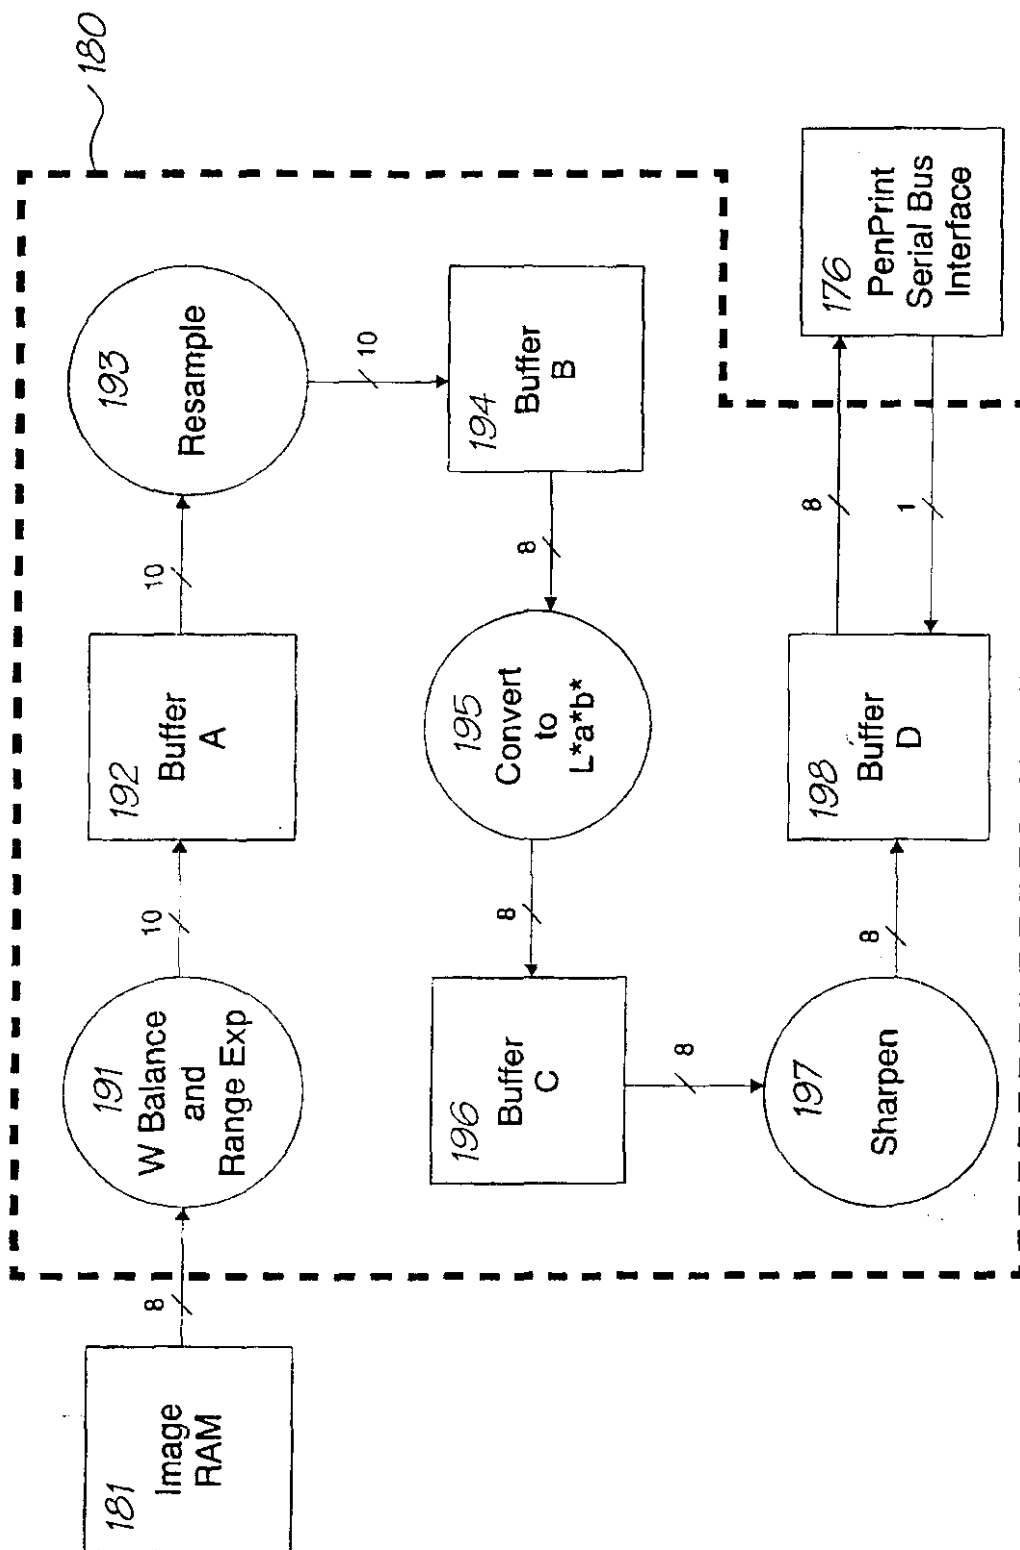 180
181
Image
RAM
8
191
W Balance
and
Range Exp
10
192
Buffer
A
10
193
Resample
10
194
Buffer
B
8
195
Convert
to
L*a*b*
8
196
Buffer
C
8
197
Sharpen
8
198
Buffer
D
8
1
176
PenPrint
Serial Bus
Interface